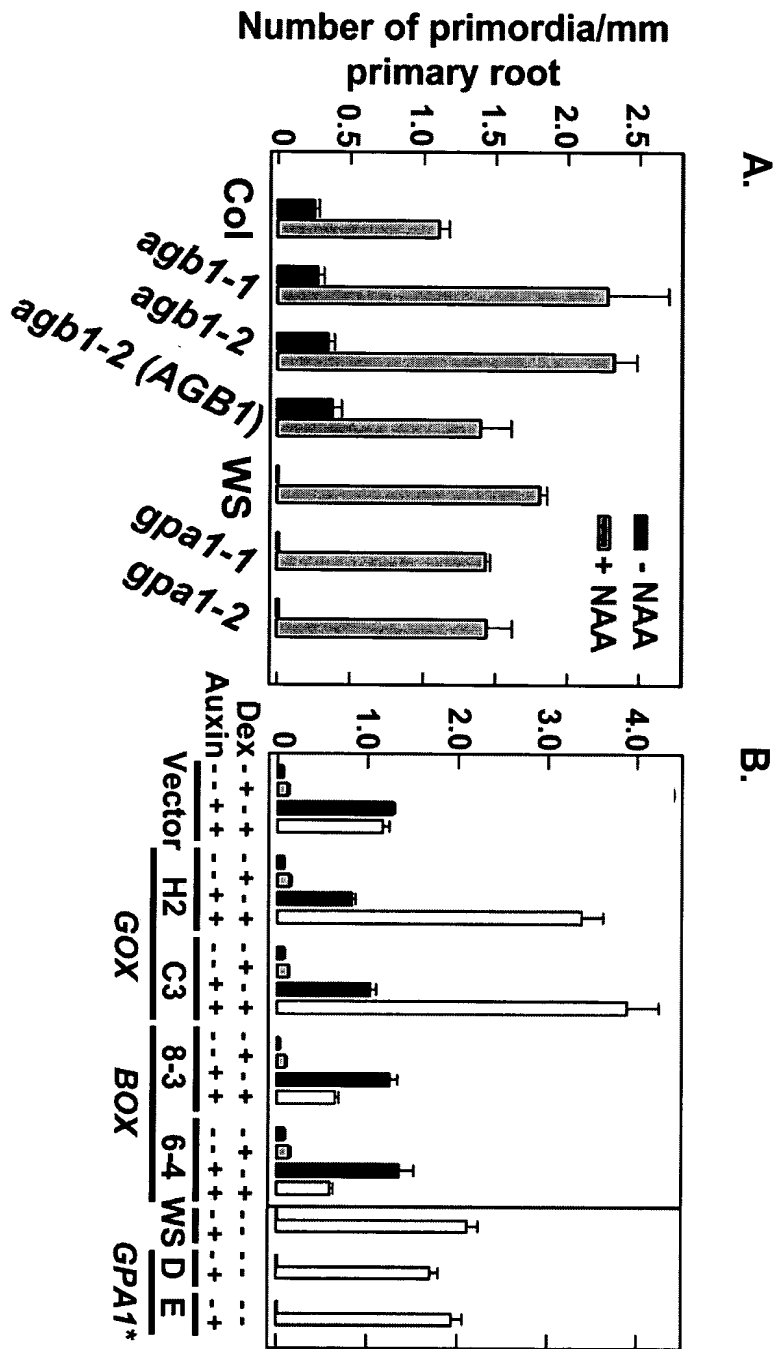 A.
Number of primordia/mm
primary root
0 0.5 1.0 1.5 2.0 2.5
- NAA
+ NAA
Col
agb1-1
agb1-2
agb1-2 (AGB1)
WS
gpa1-1
gpa1-2
B.
0 1.0 2.0 3.0 4.0
Dex - + - + - + - + - + - + - + - + - + - + - - - - - -
Auxin - - + + - - + + - - + + - - + + - - + + - + - + - +
Vector H2 C3 8-3 6-4 WS D E
GOX BOX GPA1*